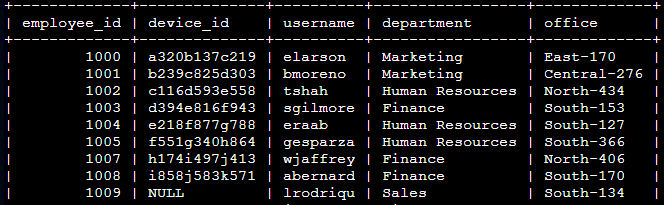 +-------------+--------------+----------+-----------------+-------------+
| employee_id | device_id    | username | department      | office      |
+-------------+--------------+----------+-----------------+-------------+
|        1000 | a320b137c219 | elarson  | Marketing       | East-170    |
|        1001 | b239c825d303 | bmoreno  | Marketing       | Central-276 |
|        1002 | c116d593e558 | tshah    | Human Resources | North-434   |
|        1003 | d394e816f943 | sgilmore | Finance         | South-153   |
|        1004 | e218f877g788 | eraab    | Human Resources | South-127   |
|        1005 | f551g340h864 | gesparza | Human Resources | South-366   |
|        1007 | h174i497j413 | wjaffrey | Finance         | North-406   |
|        1008 | i858j583k571 | abernard | Finance         | South-170   |
|        1009 | NULL         | lrodriqu | Sales           | South-134   |